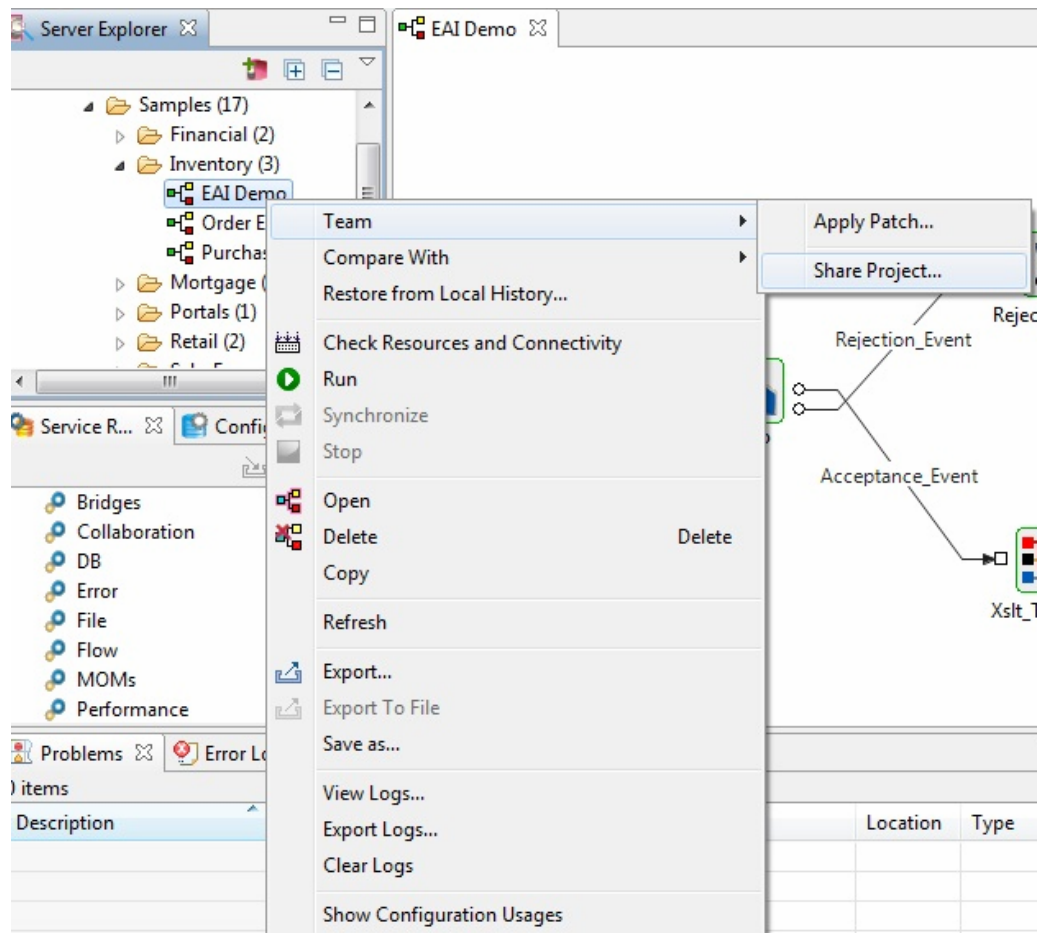 Server Explorer
EAI Demo
Samples (17)
Financial (2)
Inventory (3)
EAI Demo
Order E
Purchas
Mortgage (
Portals (1)
Retail (2)
Service R...
Config
Bridges
Collaboration
DB
Error
File
Flow
MOMs
Performance
Team
Compare With
Restore from Local History...
Check Resources and Connectivity
Run
Synchronize
Stop
Open
Delete Delete
Copy
Refresh
Export...
Export To File
Save as...
View Logs...
Export Logs...
Clear Logs
Show Configuration Usages
Apply Patch...
Share Project...
Rejec
Rejection_Event
Acceptance_Event
Xslt_T
Problems
Error Lo
items
Description
Location
Type